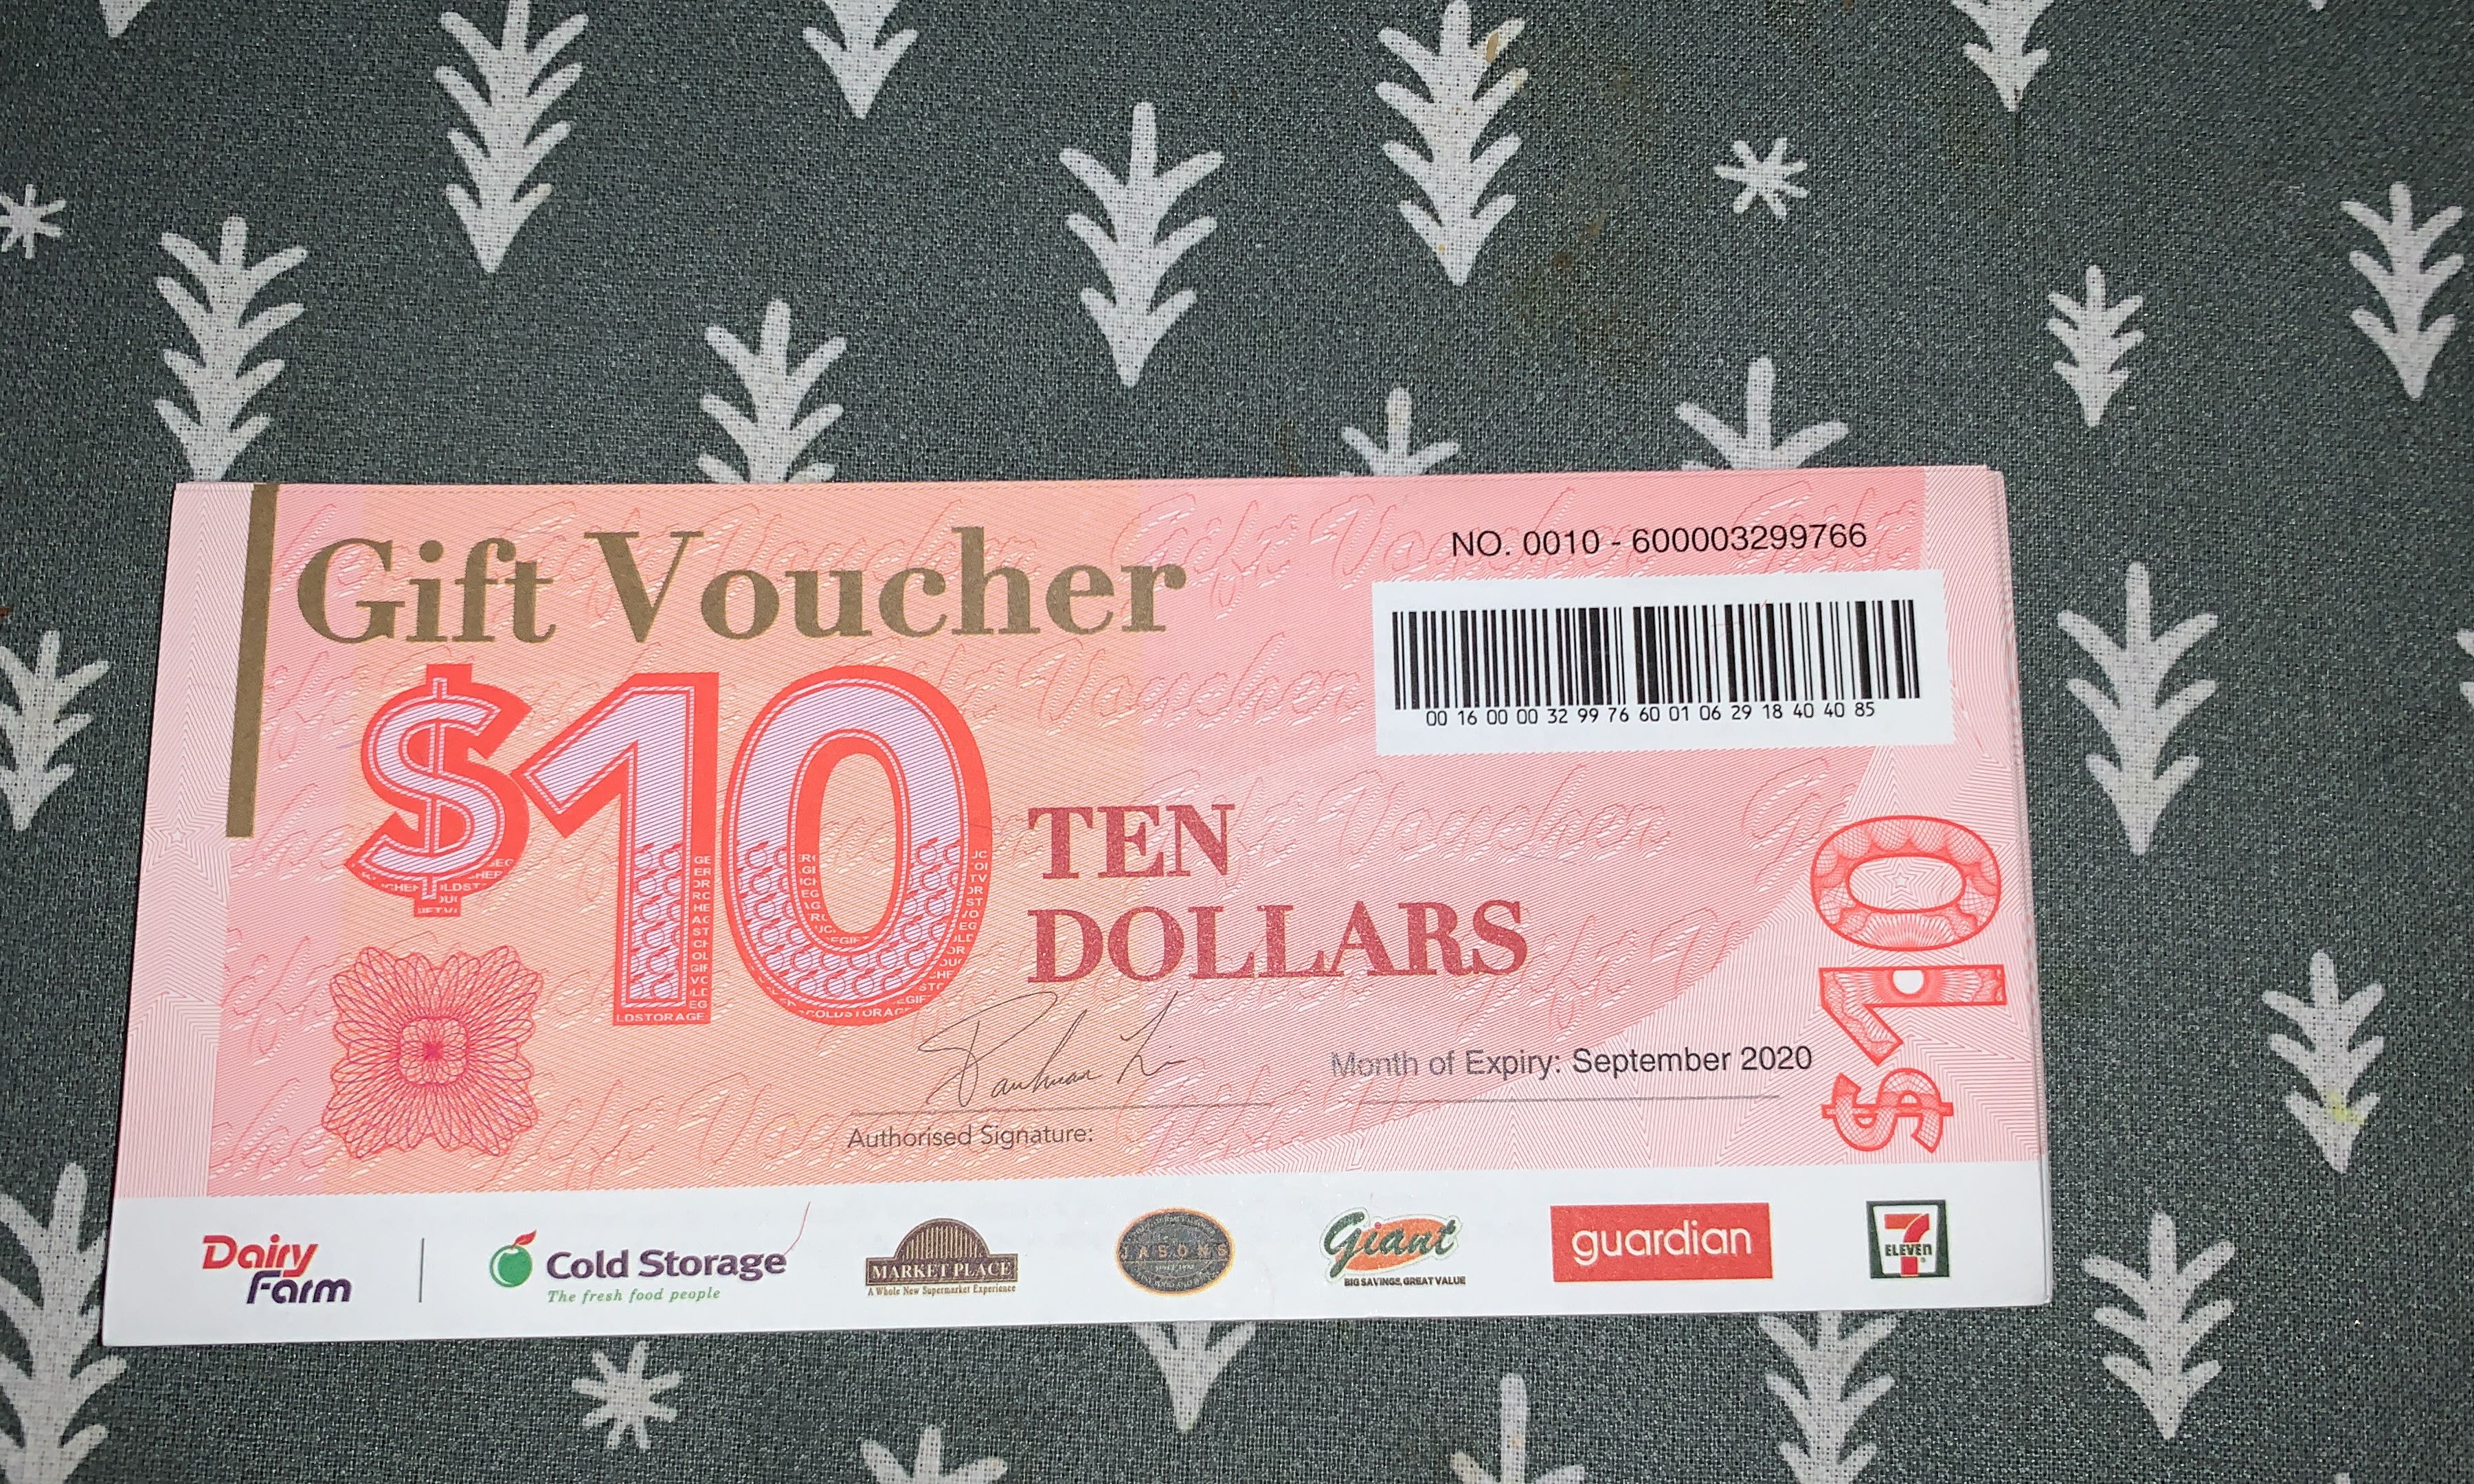 Gift Voucher
NO. 0010 - 600003299766
00 16 00 00 32 99 76 60 01 06 29 18 40 40 85
$10
TEN
DOLLARS
$10
LDSTORAGE
Month of Expiry: September 2020
Authorised Signature:
Dairy
Farm
Cold Storage
The fresh food people
MARKET PLACE
A Whole New Supermarket Experience
JASONS
Giant
BIG SAVINGS, GREAT VALUE
guardian
7
ELEVEN